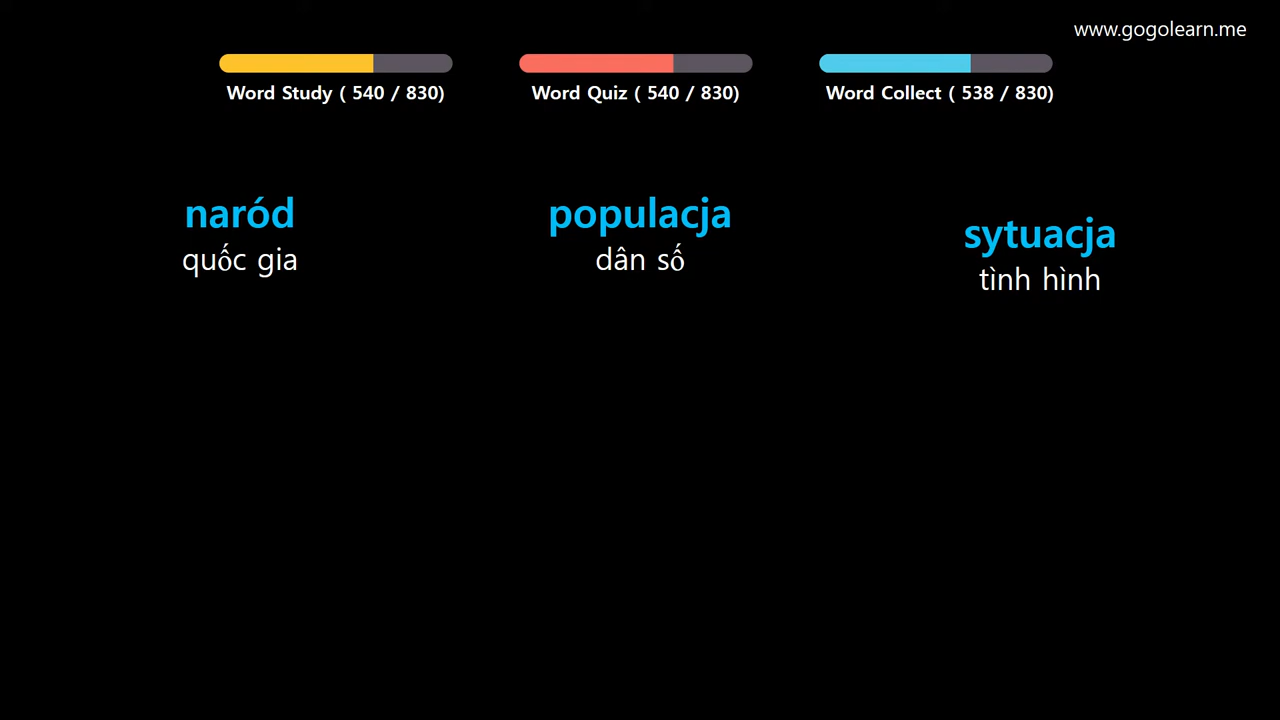 www.gogolearn.me
Word Study ( 540 / 830)
Word Quiz ( 540 / 830)
Word Collect ( 538 / 830)
naród
quốc gia
populacja
dân số
sytuacja
tình hình